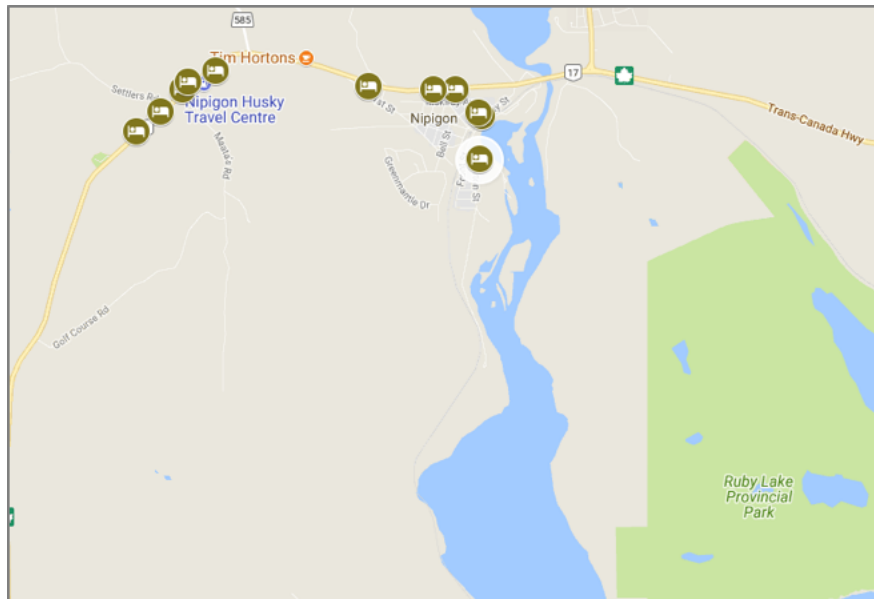 585
Tim Hortons
Settlers Rd
Nipigon Husky
Travel Centre
17
Trans-Canada Hwy
Nipigon
Bell St
Maata's Rd
Greenmantle Dr
Golf Course Rd
Ruby Lake
Provincial
Park